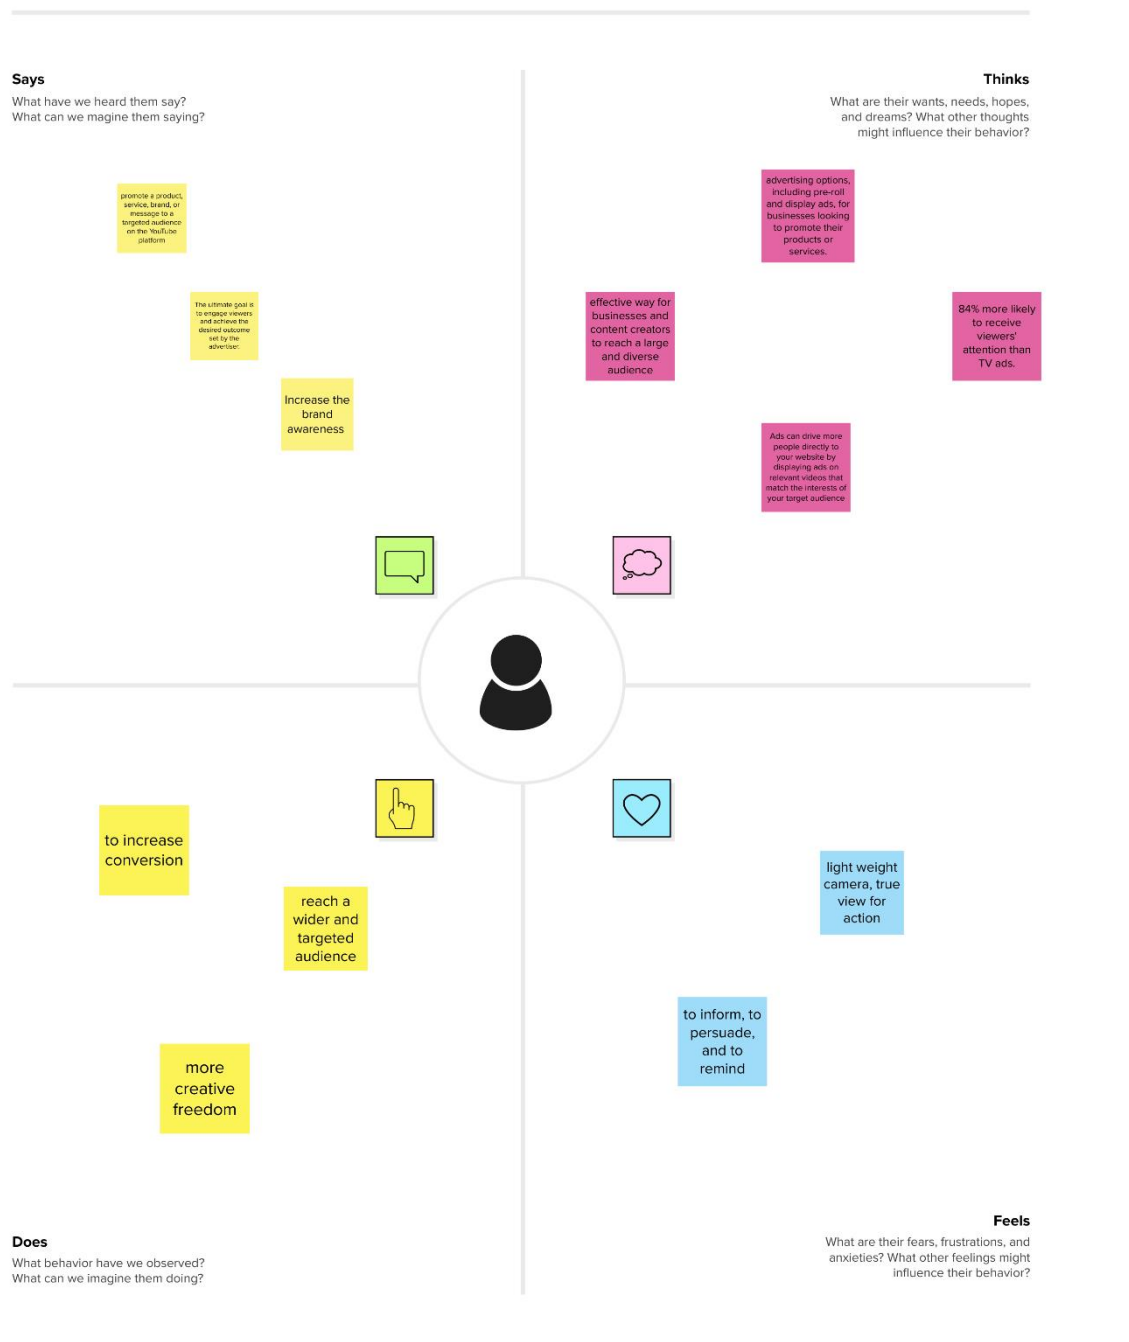 Says
What have we heard them say?
What can we magine them saying?
promote a product,
service, brand, or
message to a
targeted audience
on the YouTube
platform
The ultimate goal is
to engage viewers
and achieve the
desired outcome
set by the
advertiser.
Increase the
brand
awareness
Thinks
What are their wants, needs, hopes,
and dreams? What other thoughts
might influence their behavior?
advertising options,
including pre-roll
and display ads, for
businesses looking
to promote their
products or
services.
effective way for
businesses and
content creators
to reach a large
and diverse
audience
84% more likely
to receive
viewers'
attention than
TV ads.
Ads can drive more
people directly to
your website by
displaying ads on
relevant videos that
match the interests of
your target audience
to increase
conversion
reach a
wider and
targeted
audience
more
creative
freedom
Does
What behavior have we observed?
What can we imagine them doing?
light weight
camera, true
view for
action
to inform, to
persuade,
and to
remind
Feels
What are their fears, frustrations, and
anxieties? What other feelings might
influence their behavior?